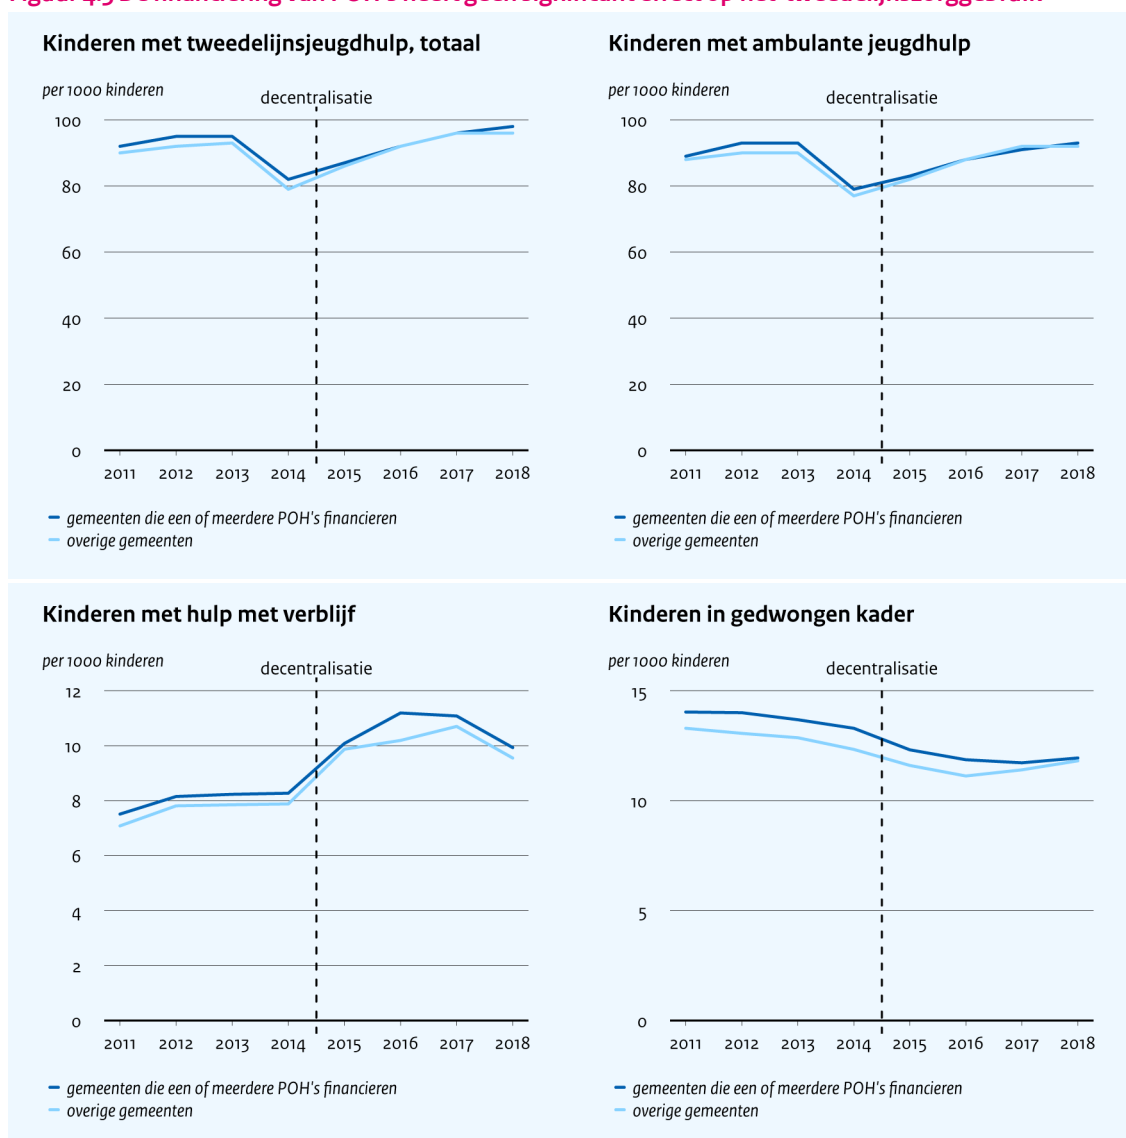 Kinderen met tweedelijnsjeugdhulp, totaal
per 1000 kinderen
decentralisatie
100
80
60
40
20
0
2011 2012 2013 2014 2015 2016 2017 2018
gemeenten die een of meerdere POH's financieren
overige gemeenten
Kinderen met ambulante jeugdhulp
per 1000 kinderen
decentralisatie
100
80
60
40
20
0
2011 2012 2013 2014 2015 2016 2017 2018
gemeenten die een of meerdere POH's financieren
overige gemeenten
Kinderen met hulp met verblijf
per 1000 kinderen
decentralisatie
12
10
8
6
4
2
0
2011 2012 2013 2014 2015 2016 2017 2018
gemeenten die een of meerdere POH's financieren
overige gemeenten
Kinderen in gedwongen kader
per 1000 kinderen
decentralisatie
15
10
5
0
2011 2012 2013 2014 2015 2016 2017 2018
gemeenten die een of meerdere POH's financieren
overige gemeenten